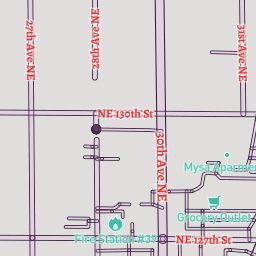 27th Ave NE
28th Ave NE
31st Ave NE
NE 130th St
30th Ave NE
Mysa Apartmen
Grocery Outlet
Fire Station #39
NE 127th St